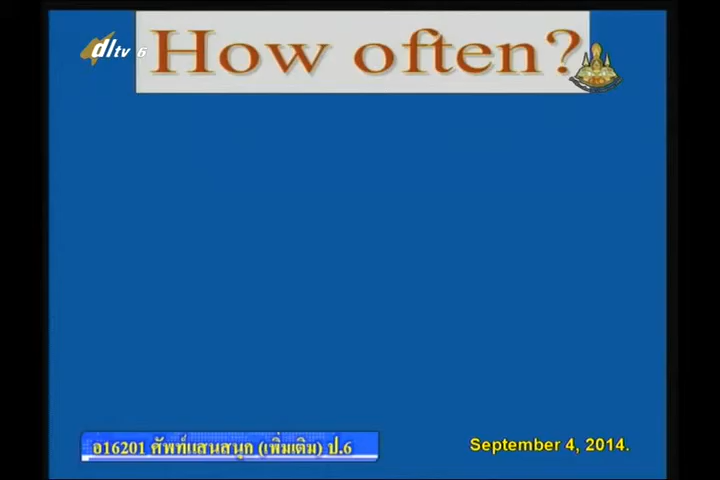 How often?
dltv 6
อ16201 ศัพท์แสนสนุก (เพิ่มเติม) ป.6
September 4, 2014.